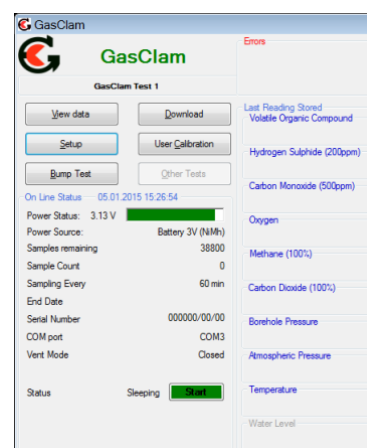 GasClam
GasClam
GasClam Test 1
View data
Download
Setup
User Calibration
Bump Test
Other Tests
On Line Status 05.01.2015 15:26:54
Power Status: 3.13 V
Power Source: Battery 3V (NiMh)
Samples remaining 38800
Sample Count 0
Sampling Every 60 min
End Date
Serial Number 000000/00/00
COM port COM3
Vent Mode Closed
Status Sleeping Start
Errors
Last Reading Stored
Volatile Organic Compound
Hydrogen Sulphide (200ppm)
Carbon Monoxide (500ppm)
Oxygen
Methane (100%)
Carbon Dioxide (100%)
Borehole Pressure
Atmospheric Pressure
Temperature
Water Level